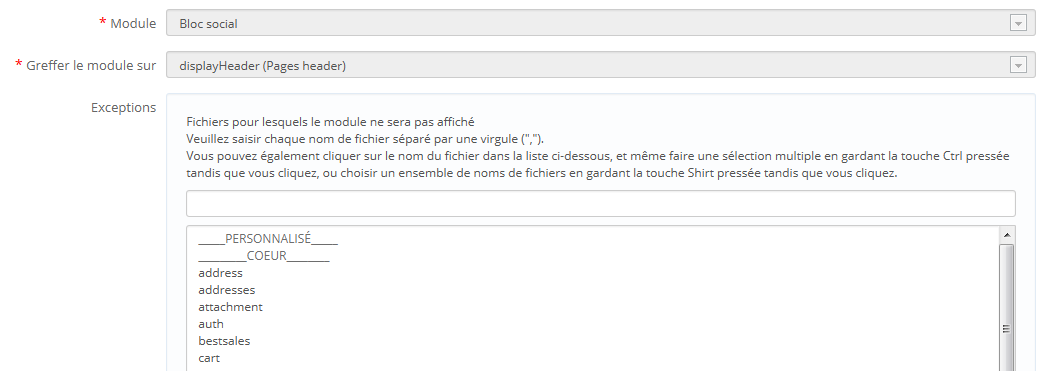 * Module Bloc social
* Greffer le module sur displayHeader (Pages header)
Exceptions
Fichiers pour lesquels le module ne sera pas affiché
Veuillez saisir chaque nom de fichier séparé par une virgule (",").
Vous pouvez également cliquer sur le nom du fichier dans la liste ci-dessous, et même faire une sélection multiple en gardant la touche Ctrl pressée
tandis que vous cliquez, ou choisir un ensemble de noms de fichiers en gardant la touche Shirt pressée tandis que vous cliquez.
_____PERSONNALISÉ_____
_________COEUR________
address
addresses
attachment
auth
bestsales
cart